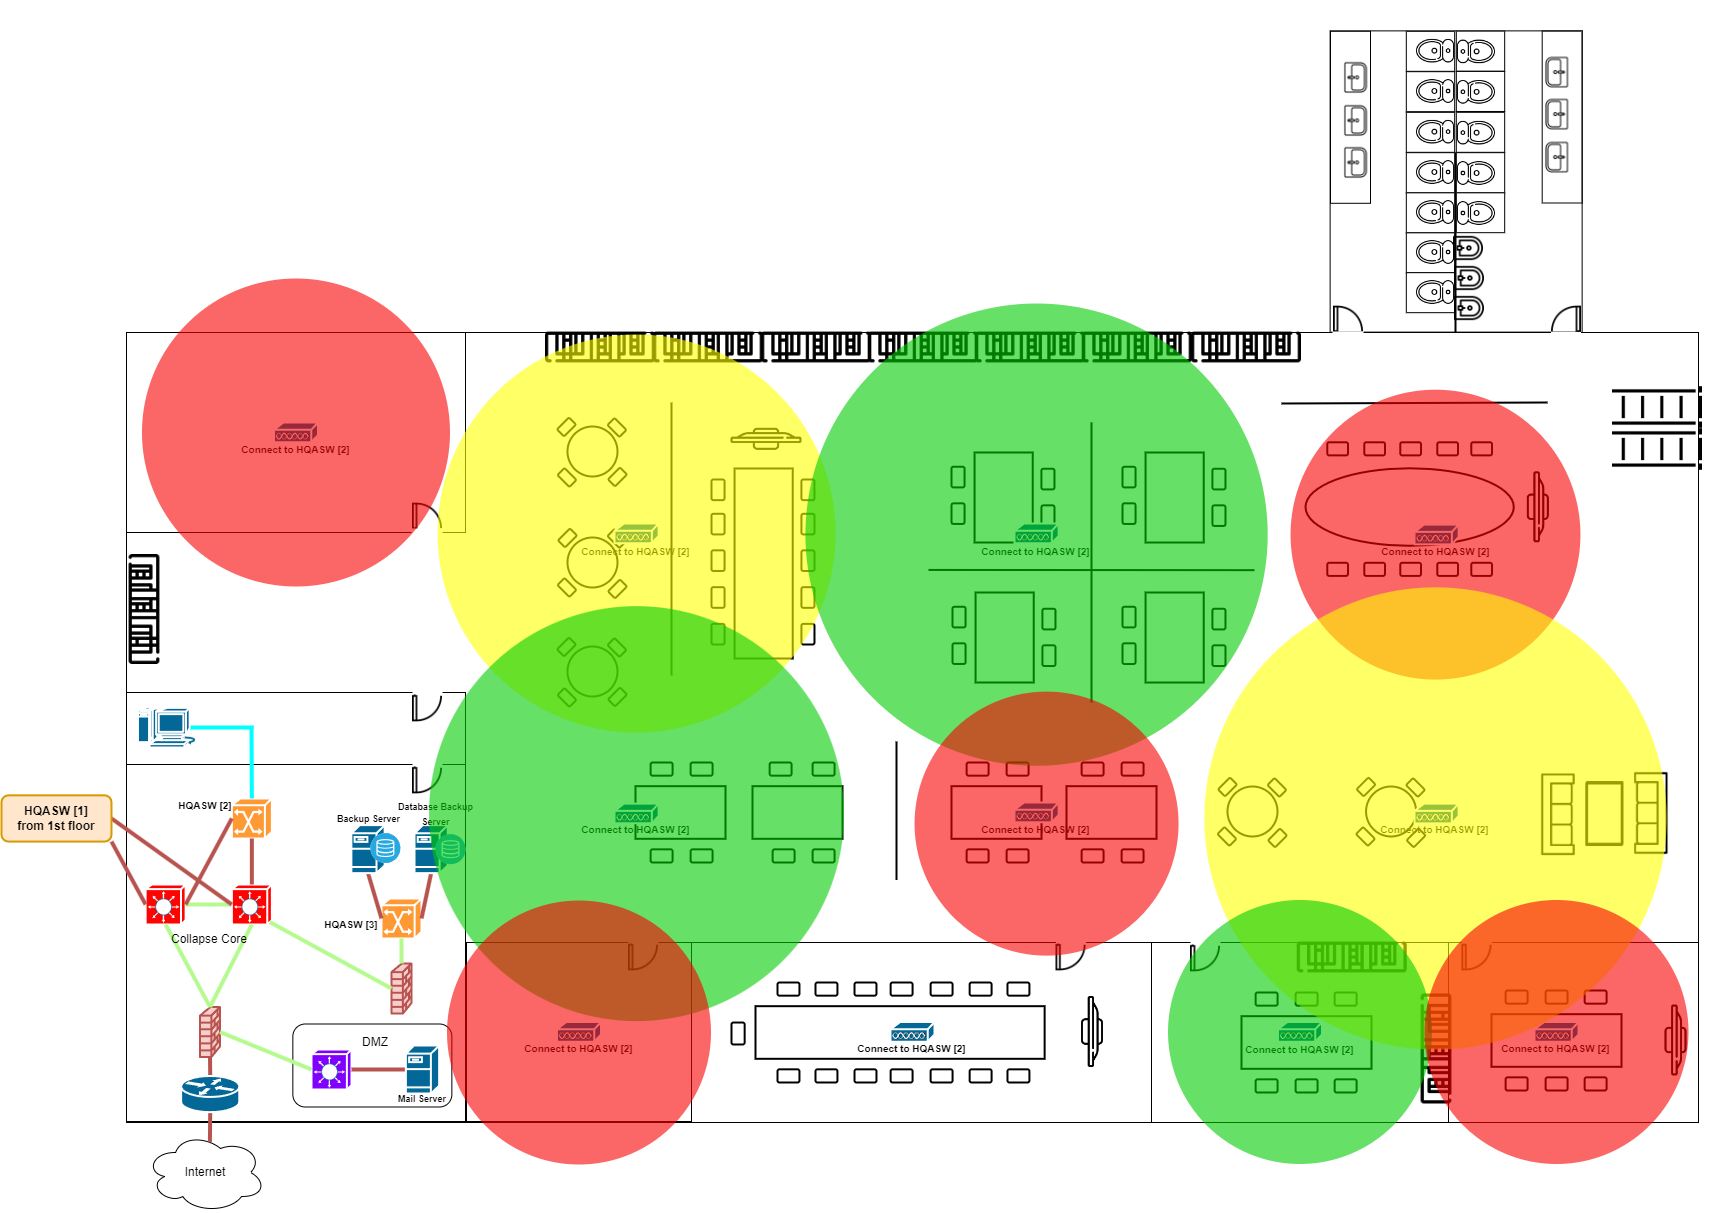 Connect to HQASW [2]
Connect to HQASW [2]
Connect to HQASW [2]
Connect to HQASW [2]
HQASW [2]
HQASW [1]
from 1st floor
Backup Server
Database Backup
Server
Connect to HQASW [2]
Connect to HQASW [2]
Connect to HQASW [2]
HQASW [3]
Collapse Core
DMZ
Mail Server
Connect to HQASW [2]
Connect to HQASW [2]
Connect to HQASW [2]
Connect to HQASW [2]
Internet